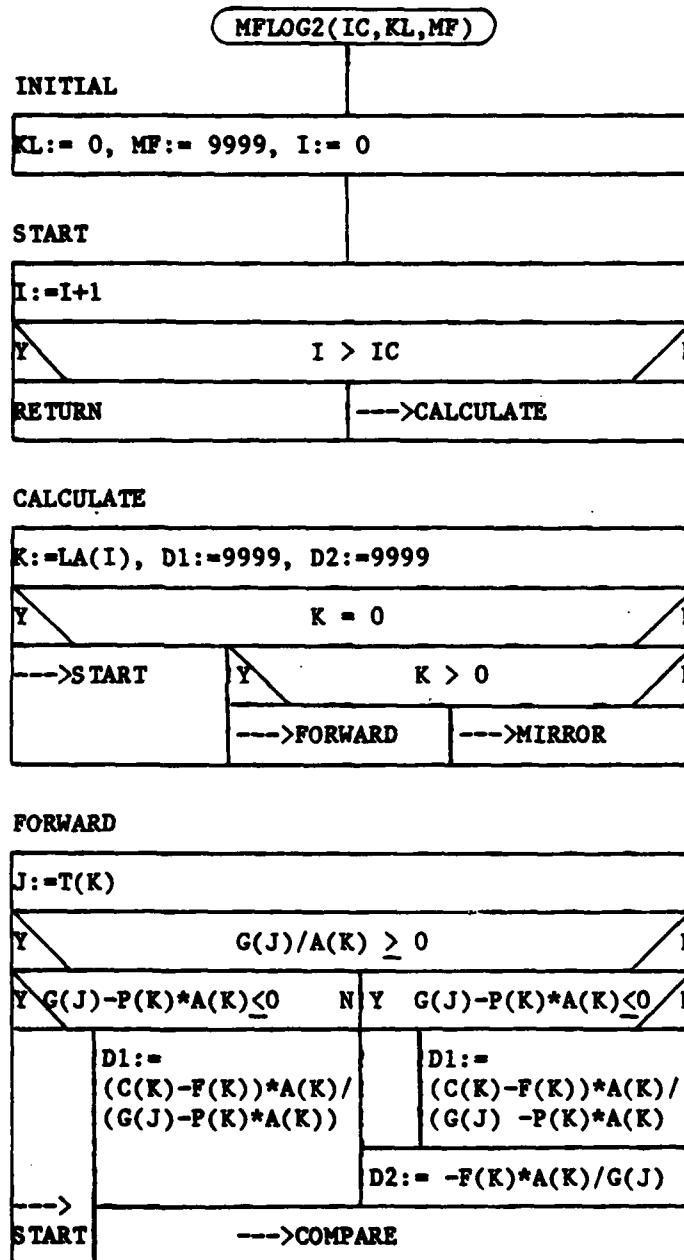 MFLOG2(IC,KL,MF)
INITIAL
KL:= 0, MF:= 9999, I:= 0
START
I:=I+1
Y I > IC
RETURN --->CALCULATE
CALCULATE
K:=LA(I), D1:=9999, D2:=9999
Y K = 0
--->START Y K > 0
--->FORWARD --->MIRROR
FORWARD
J:=T(K)
Y G(J)/A(K) ≥ 0
Y G(J)-P(K)*A(K)≤0 N Y G(J)-P(K)*A(K)≤0
D1:= D1:=
(C(K)-F(K))*A(K)/ (C(K)-F(K))*A(K)/
(G(J)-P(K)*A(K)) (G(J) -P(K)*A(K)
D2:= -F(K)*A(K)/G(J)
--->
START --->COMPARE